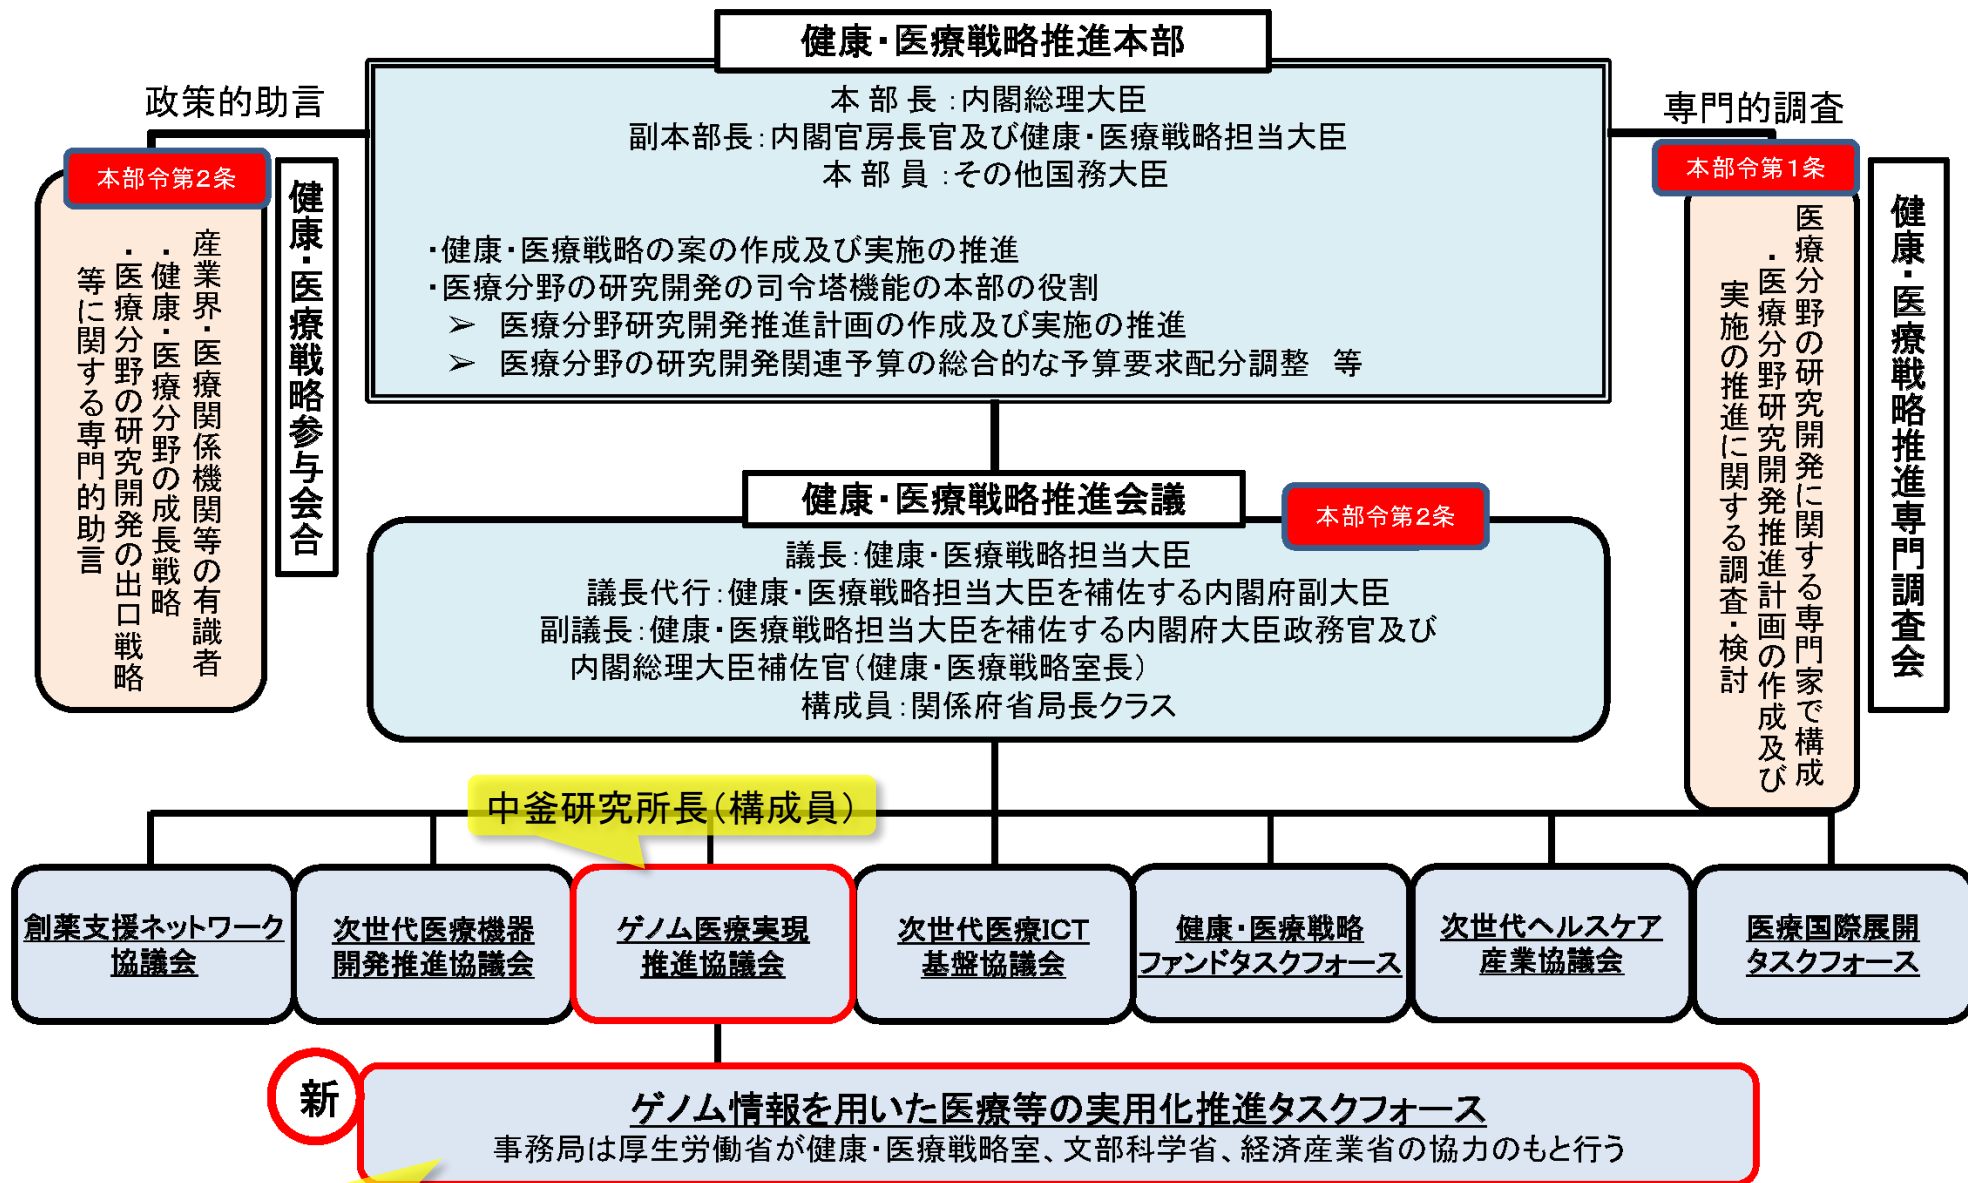 健康・医療戦略推進本部
本 部 長：内閣総理大臣
副本部長：内閣官房長官及び健康・医療戦略担当大臣
本 部 員：その他国務大臣
・健康・医療戦略の案の作成及び実施の推進
・医療分野の研究開発の司令塔機能の本部の役割
➢ 医療分野研究開発推進計画の作成及び実施の推進
➢ 医療分野の研究開発関連予算の総合的な予算要求配分調整　等
政策的助言
本部令第２条
健康・医療戦略参与会合
産業界・医療関係機関等の有識者
・健康・医療分野の成長戦略
・医療分野の研究開発の出口戦略
等に関する専門的助言
専門的調査
本部令第１条
健康・医療戦略推進専門調査会
医療分野の研究開発に関する専門家で構成
・医療分野研究開発推進計画の作成及び
実施の推進に関する調査・検討
健康・医療戦略推進会議
本部令第２条
議長：健康・医療戦略担当大臣
議長代行：健康・医療戦略担当大臣を補佐する内閣府副大臣
副議長：健康・医療戦略担当大臣を補佐する内閣府大臣政務官及び
内閣総理大臣補佐官（健康・医療戦略室長）
構成員：関係府省局長クラス
中釜研究所長（構成員）
創薬支援ネットワーク
協議会
次世代医療機器
開発推進協議会
ゲノム医療実現
推進協議会
次世代医療ICT
基盤協議会
健康・医療戦略
ファンドタスクフォース
次世代ヘルスケア
産業協議会
医療国際展開
タスクフォース
新
ゲノム情報を用いた医療等の実用化推進タスクフォース
事務局は厚生労働省が健康・医療戦略室、文部科学省、経済産業省の協力のもと行う